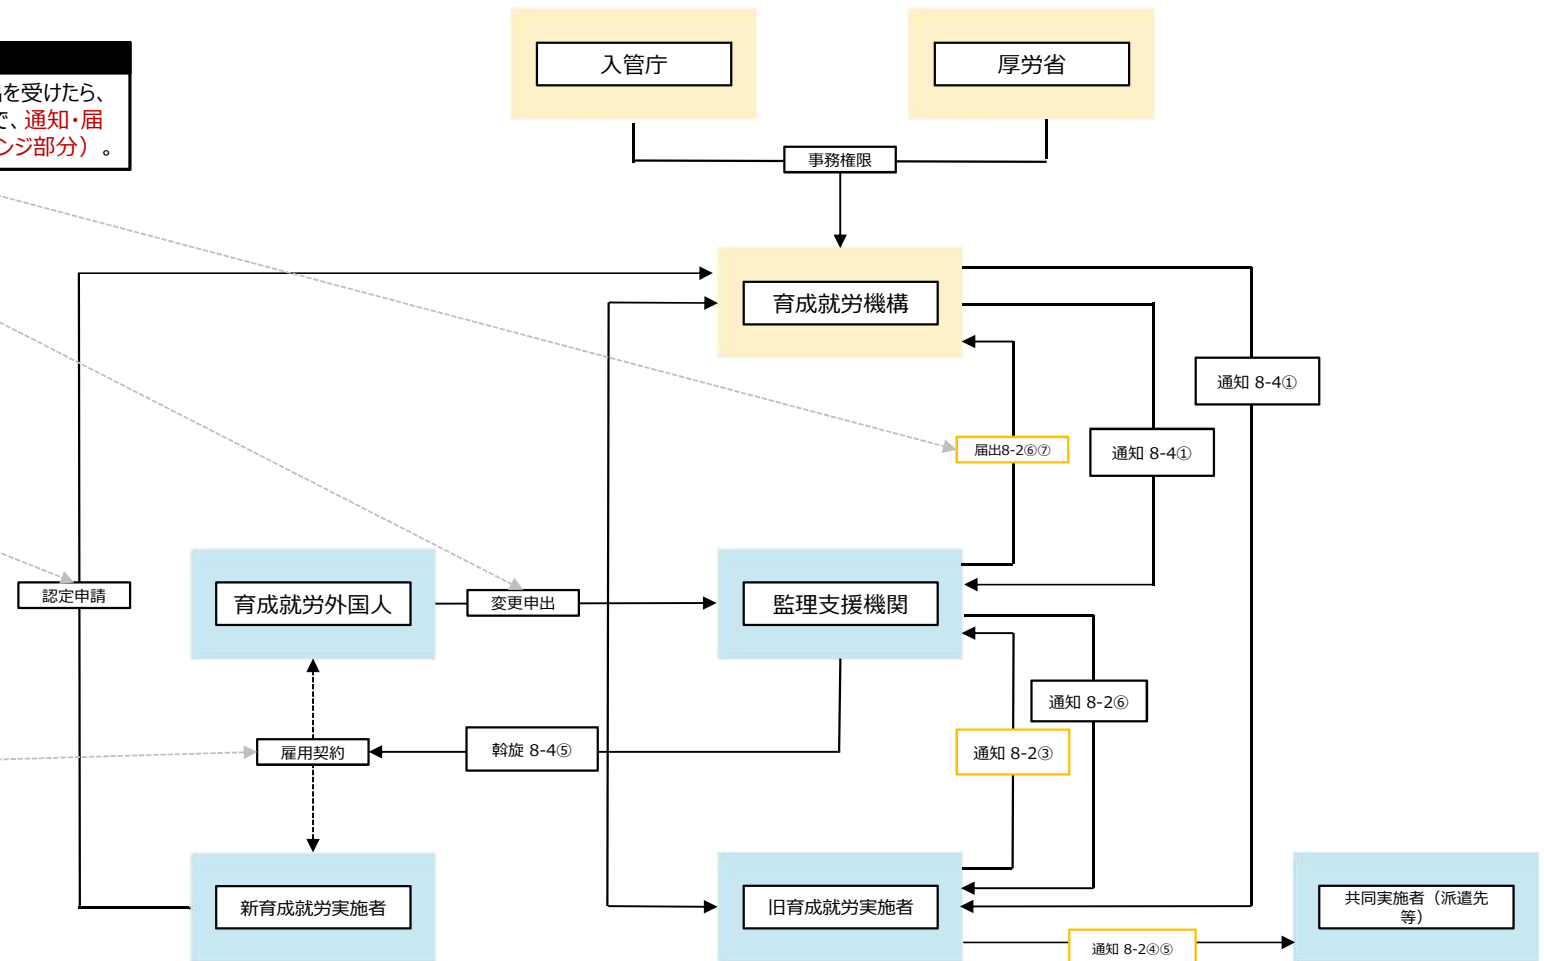 入管庁
厚労省
を受けたら、
で、通知・届
ンジ部分）。
事務権限
育成就労機構
通知 8-4①
届出8-2⑥⑦
通知 8-4①
認定申請
育成就労外国人
変更申出
監理支援機関
通知 8-2⑥
雇用契約
斡旋 8-4⑤
通知 8-2③
新育成就労実施者
旧育成就労実施者
共同実施者（派遣先
等）
通知 8-2④⑤